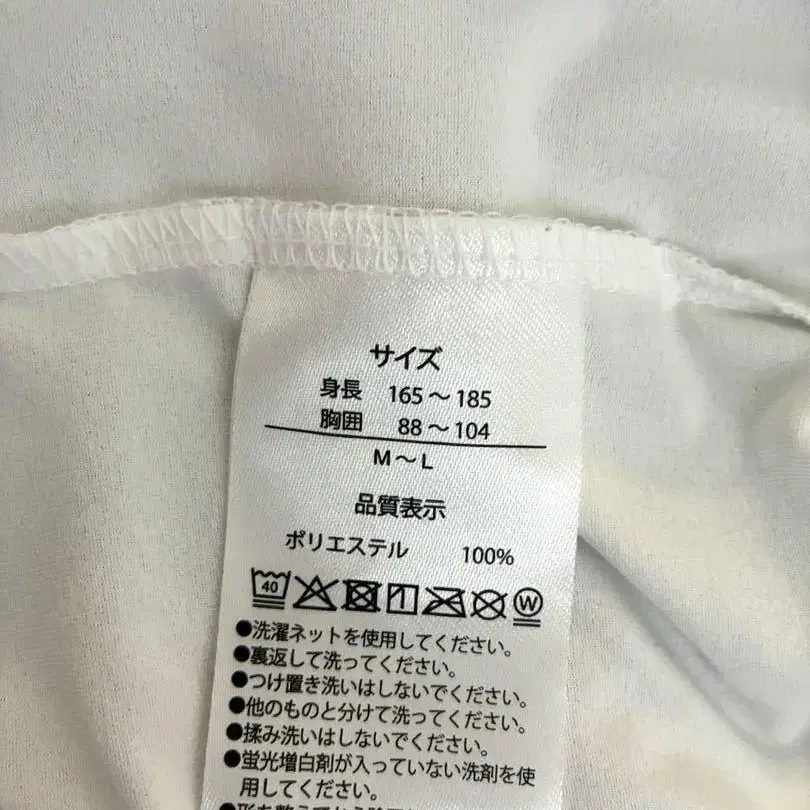 サイズ
身長 165～185
胸囲 88～104
M～L
品質表示
ポリエステル 100%
40 W
●洗濯ネットを使用してください。
●裏返して洗ってください。
●つけ置き洗いはしないでください。
●他のものと分けて洗ってください。
●揉み洗いはしないでください。
●蛍光増白剤が入っていない洗剤を使
用してください。